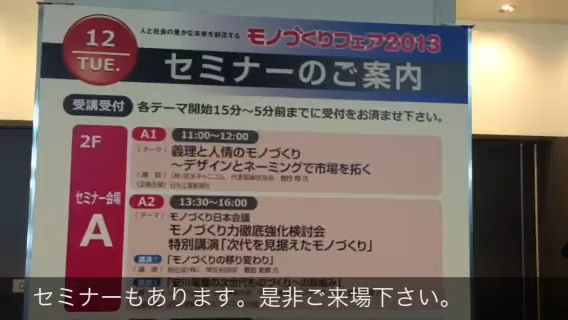 12
TUE.
人と社会の豊かな未来を創造する
モノづくりフェア2013
セミナーのご案内
受講受付 各テーマ開始15分～5分前までに受付をお済ませ下さい。
2F
セミナー会場
A
A1 11:00～12:00
〈テーマ〉 義理と人情のモノづくり
～デザインとネーミングで市場を拓く
A2 13:30～16:00
〈テーマ〉 モノづくり日本会議
モノづくり力徹底強化検討会
特別講演「次代を見据えたモノづくり」
講演1 「モノづくりの移り変わり」
セミナーもあります。是非ご来場下さい。